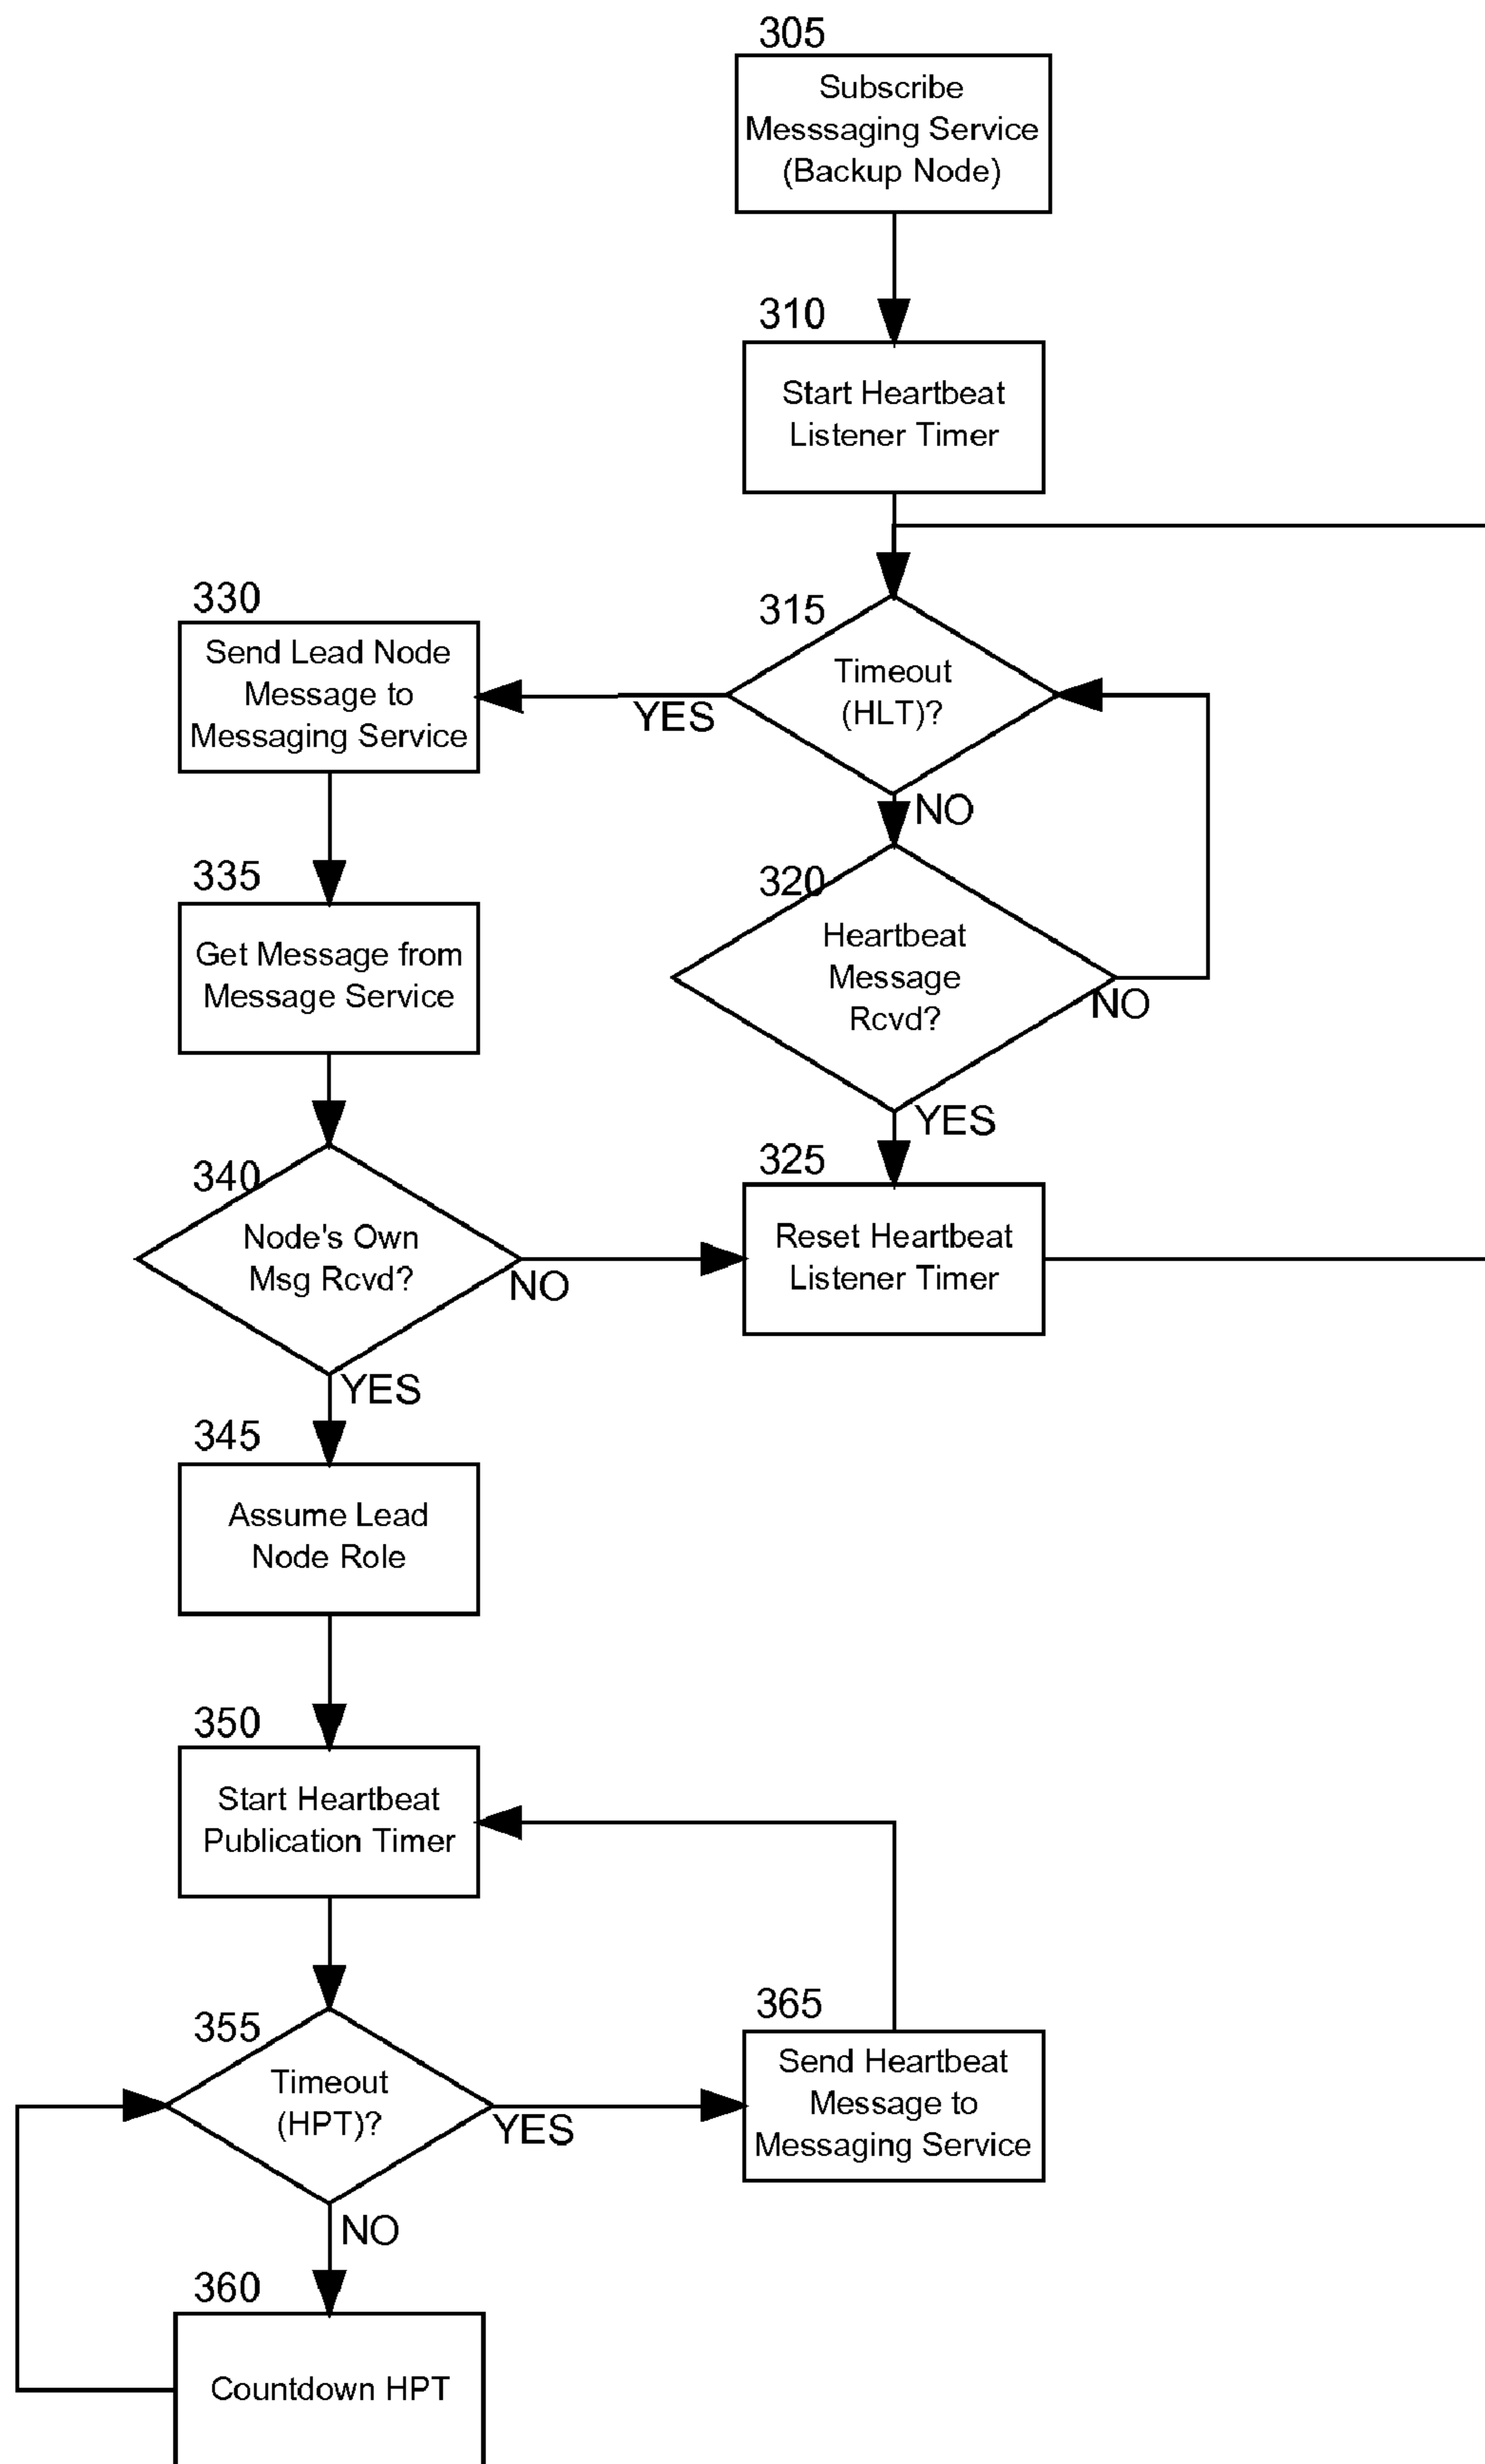 305
Subscribe
Messsaging Service
(Backup Node)
310
Start Heartbeat
Listener Timer
315
Timeout
(HLT)?
YES
NO
320
Heartbeat
Message
Rcvd?
NO
YES
325
Reset Heartbeat
Listener Timer
330
Send Lead Node
Message to
Messaging Service
335
Get Message from
Message Service
340
Node's Own
Msg Rcvd?
NO
YES
345
Assume Lead
Node Role
350
Start Heartbeat
Publication Timer
355
Timeout
(HPT)?
YES
NO
360
Countdown HPT
365
Send Heartbeat
Message to
Messaging Service